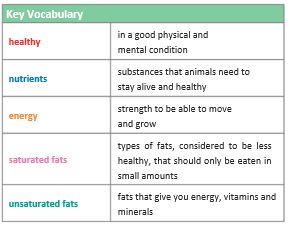 Key Vocabulary
healthy
in a good physical and
mental condition
nutrients
substances that animals need to
stay alive and healthy
energy
strength to be able to move
and grow
saturated fats
types of fats, considered to be less
healthy, that should only be eaten in
small amounts
unsaturated fats
fats that give you energy, vitamins and
minerals